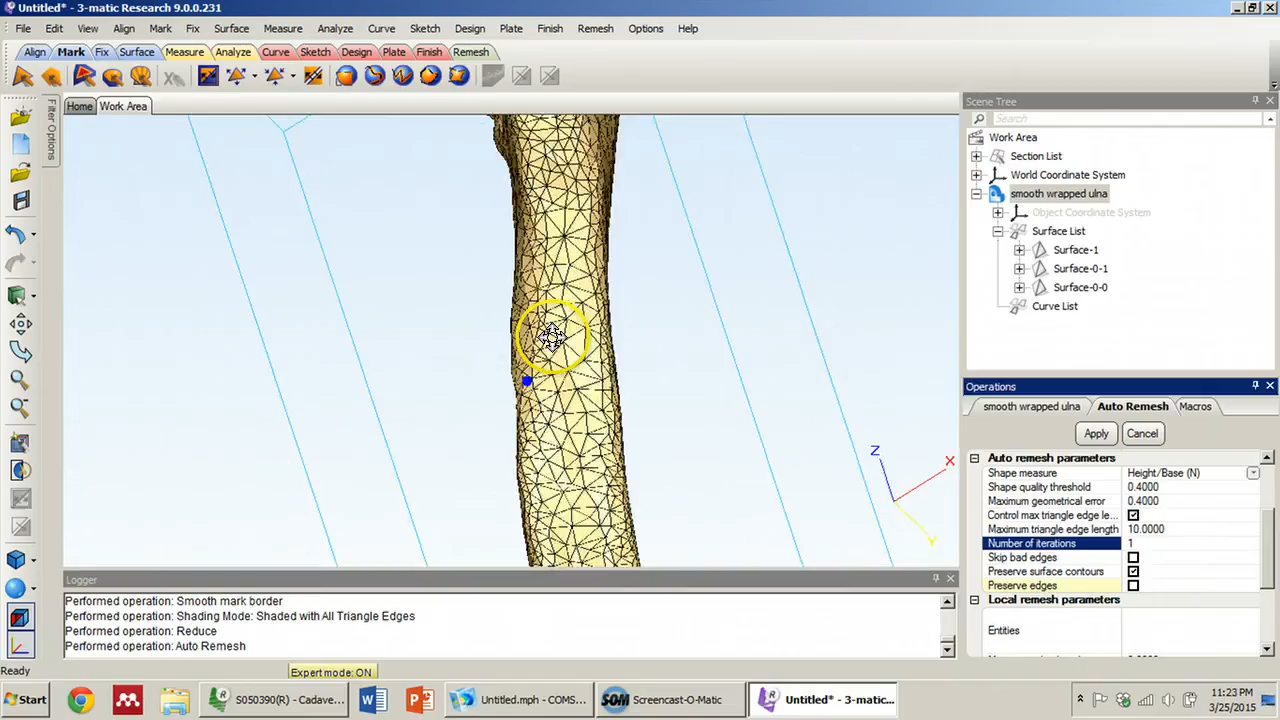 Untitled* - 3-matic Research 9.0.0.231
File Edit View Align Mark Fix Surface Measure Analyze Curve Sketch Design Plate Finish Remesh Options Help
Align Mark Fix Surface Measure Analyze Curve Sketch Design Plate Finish Remesh
Home Work Area
Filter Options
Z
X
Y
Scene Tree
Search
Work Area
Section List
World Coordinate System
smooth wrapped ulna
Object Coordinate System
Surface List
Surface-1
Surface-0-1
Surface-0-0
Curve List
Operations
smooth wrapped ulna Auto Remesh Macros
Apply Cancel
Auto remesh parameters
Shape measure Height/Base (N)
Shape quality threshold 0.4000
Maximum geometrical error 0.4000
Control max triangle edge le...
Maximum triangle edge length 10.0000
Number of iterations 1
Skip bad edges
Preserve surface contours
Preserve edges
Local remesh parameters
Entities
Logger
Performed operation: Smooth mark border
Performed operation: Shading Mode: Shaded with All Triangle Edges
Performed operation: Reduce
Performed operation: Auto Remesh
Expert mode: ON
Ready
Start S050390(R) - Cadave... Untitled.mph - COMS... SOM Screencast-O-Matic Untitled* - 3-matic... 11:23 PM
3/25/2015